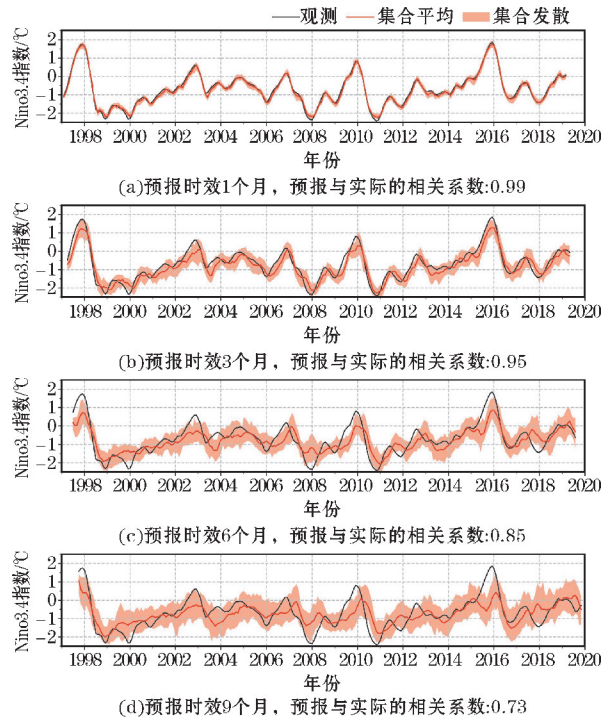 观测 集合平均 集合发散
Nino3.4指数/℃
2
1
0
-1
-2
1998 2000 2002 2004 2006 2008 2010 2012 2014 2016 2018 2020
年份
(a)预报时效1个月，预报与实际的相关系数:0.99
Nino3.4指数/℃
2
1
0
-1
-2
1998 2000 2002 2004 2006 2008 2010 2012 2014 2016 2018 2020
年份
(b)预报时效3个月，预报与实际的相关系数:0.95
Nino3.4指数/℃
2
1
0
-1
-2
1998 2000 2002 2004 2006 2008 2010 2012 2014 2016 2018 2020
年份
(c)预报时效6个月，预报与实际的相关系数:0.85
Nino3.4指数/℃
2
1
0
-1
-2
1998 2000 2002 2004 2006 2008 2010 2012 2014 2016 2018 2020
年份
(d)预报时效9个月，预报与实际的相关系数:0.73